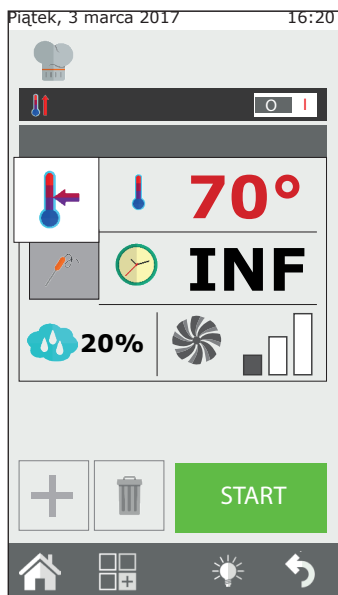 Piątek, 3 marca 2017 16:20
O I
70°
INF
20%
START